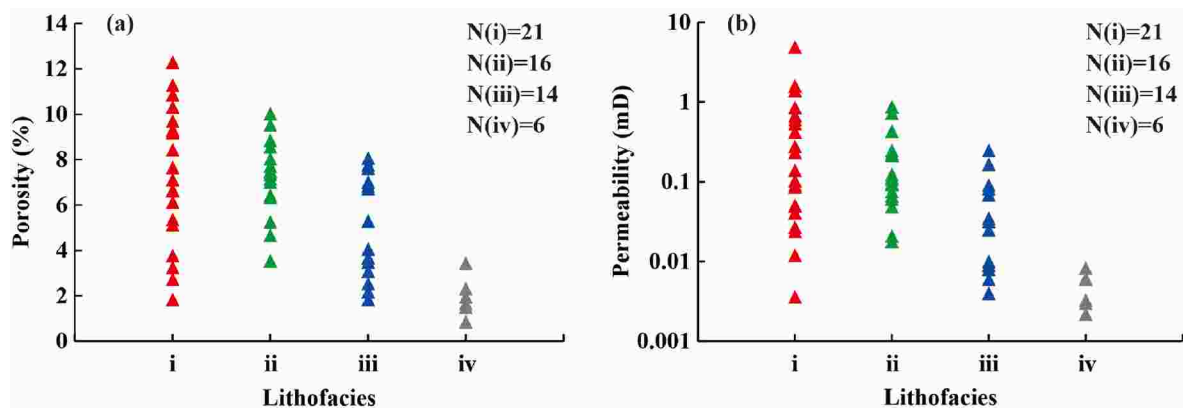 (a)
N(i)=21
N(ii)=16
N(iii)=14
N(iv)=6
Porosity (%)
14
12
10
8
6
4
2
0
i ii iii iv
Lithofacies
(b)
N(i)=21
N(ii)=16
N(iii)=14
N(iv)=6
Permeability (mD)
10
1
0.1
0.01
0.001
i ii iii iv
Lithofacies